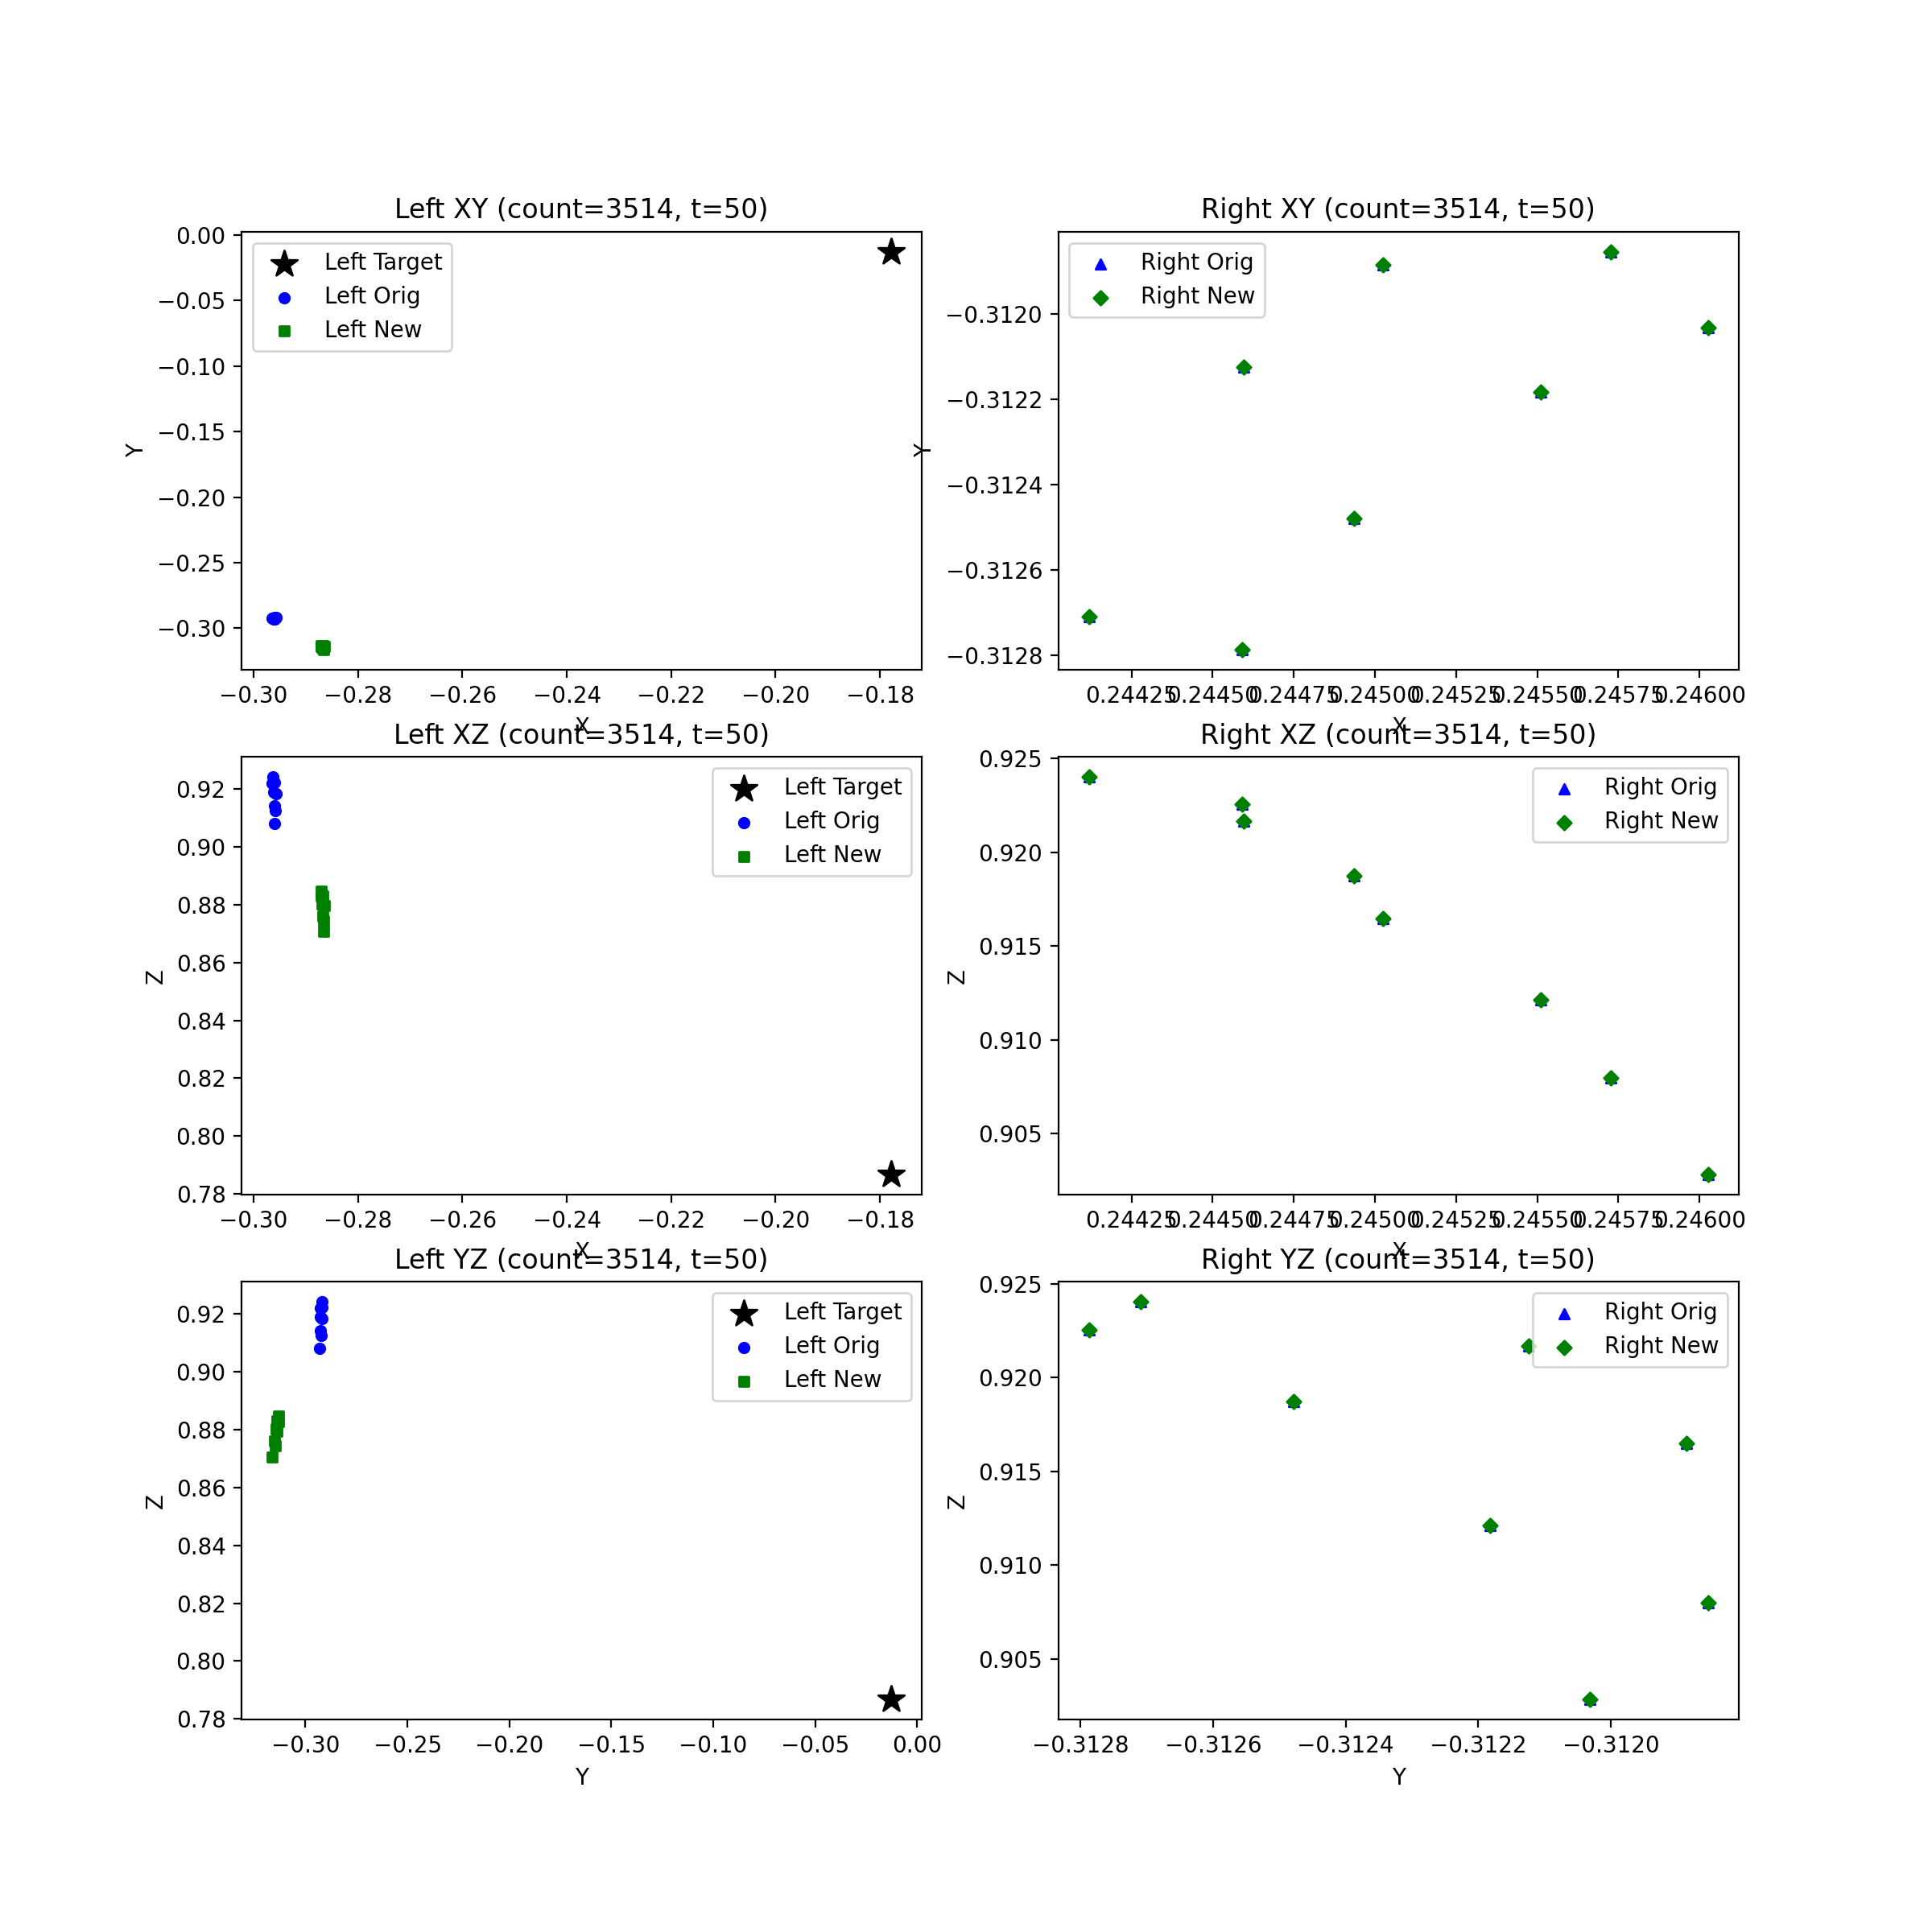 Left XY (count=3514, t=50)
0.00
−0.05
−0.10
−0.15
−0.20
−0.25
−0.30
Y
Left Target
Left Orig
Left New
−0.30 −0.28 −0.26 −0.24 −0.22 −0.20 −0.18
X
Right XY (count=3514, t=50)
−0.3120
−0.3122
−0.3124
−0.3126
−0.3128
Y
Right Orig
Right New
0.24425 0.24450 0.24475 0.24500 0.24525 0.24550 0.24575 0.24600
X
Left XZ (count=3514, t=50)
0.92
0.90
0.88
0.86
0.84
0.82
0.80
0.78
Z
Left Target
Left Orig
Left New
−0.30 −0.28 −0.26 −0.24 −0.22 −0.20 −0.18
X
Right XZ (count=3514, t=50)
0.925
0.920
0.915
0.910
0.905
Z
Right Orig
Right New
0.24425 0.24450 0.24475 0.24500 0.24525 0.24550 0.24575 0.24600
X
Left YZ (count=3514, t=50)
0.92
0.90
0.88
0.86
0.84
0.82
0.80
0.78
Z
Left Target
Left Orig
Left New
−0.30 −0.25 −0.20 −0.15 −0.10 −0.05 0.00
Y
Right YZ (count=3514, t=50)
0.925
0.920
0.915
0.910
0.905
Z
Right Orig
Right New
−0.3128 −0.3126 −0.3124 −0.3122 −0.3120
Y